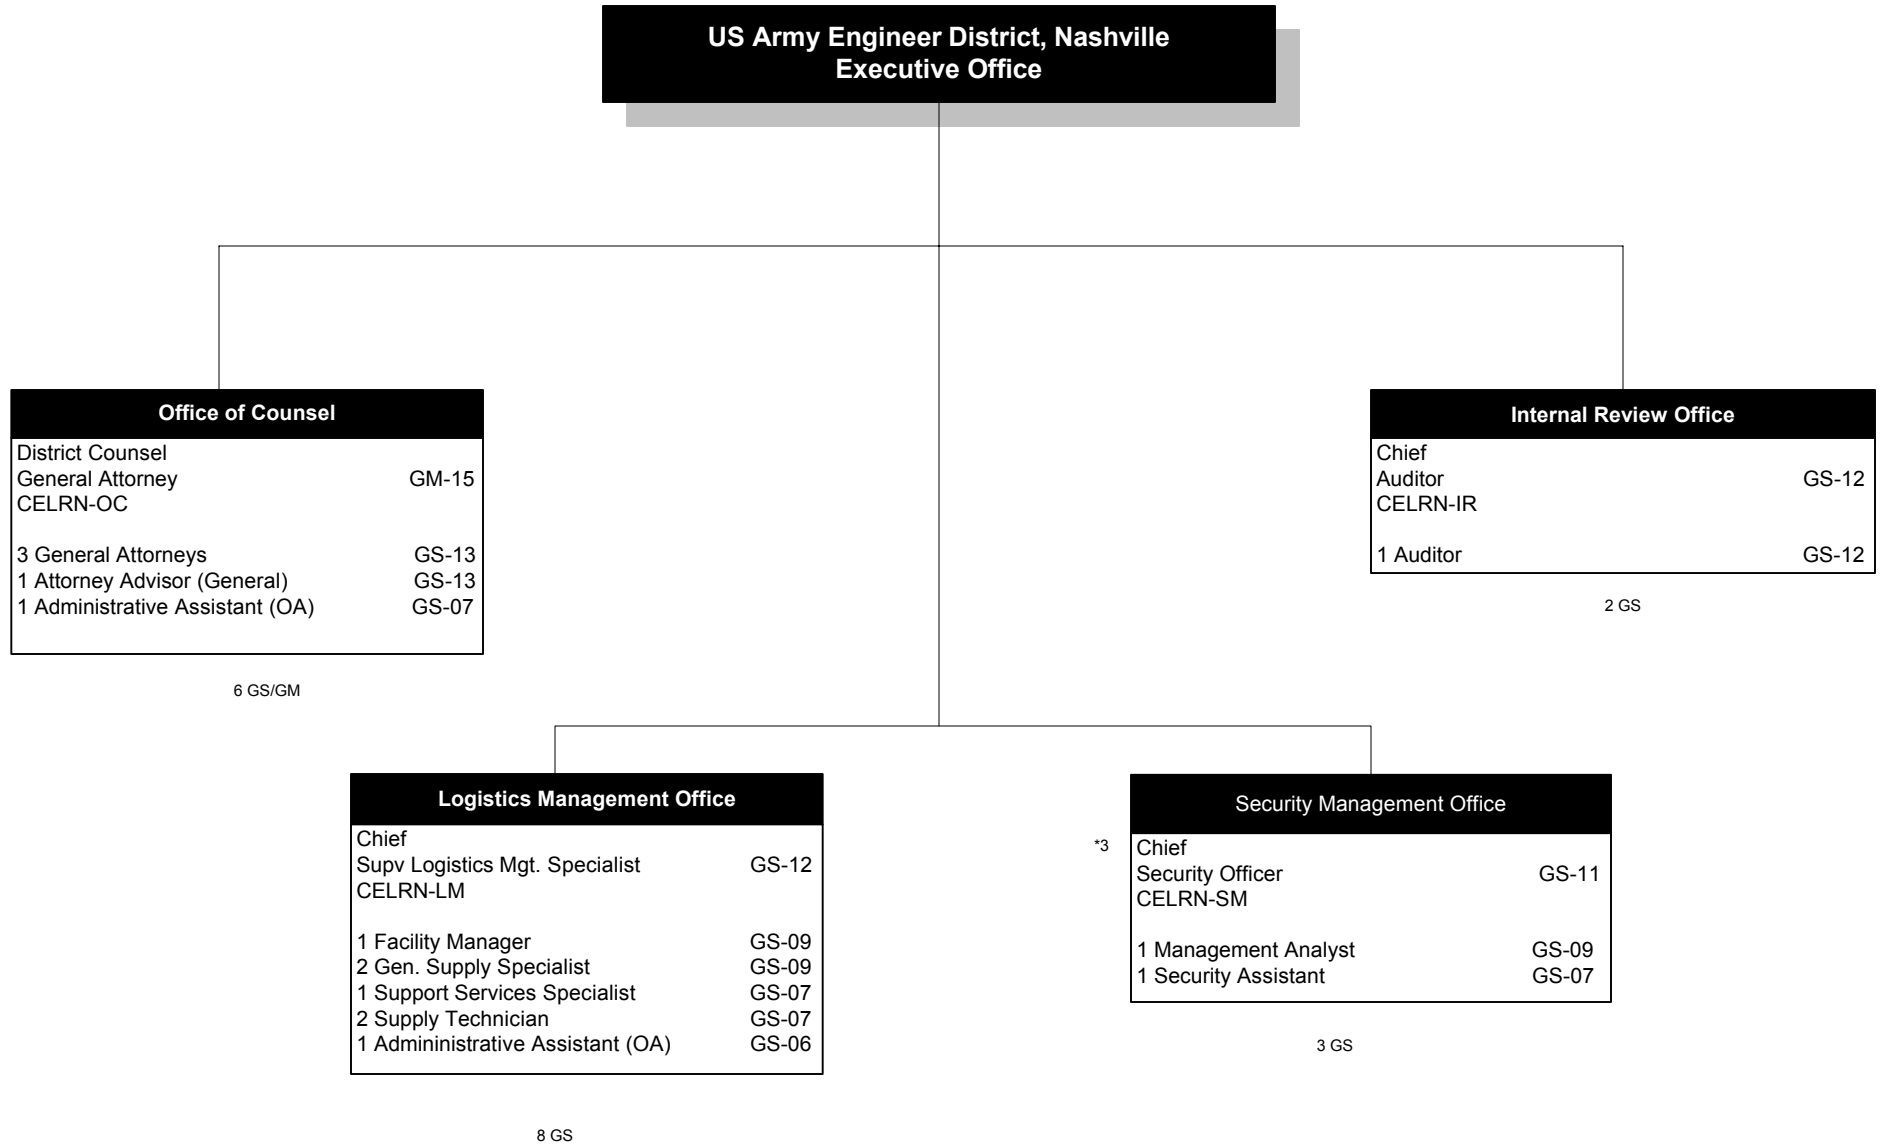 US Army Engineer District, Nashville
Executive Office
Office of Counsel
District Counsel
General Attorney GM-15
CELRN-OC
3 General Attorneys GS-13
1 Attorney Advisor (General) GS-13
1 Administrative Assistant (OA) GS-07
6 GS/GM
Internal Review Office
Chief
Auditor GS-12
CELRN-IR
1 Auditor GS-12
2 GS
Logistics Management Office
Chief
Supv Logistics Mgt. Specialist GS-12
CELRN-LM
1 Facility Manager GS-09
2 Gen. Supply Specialist GS-09
1 Support Services Specialist GS-07
2 Supply Technician GS-07
1 Admininistrative Assistant (OA) GS-06
8 GS
Security Management Office
*3 Chief
Security Officer GS-11
CELRN-SM
1 Management Analyst GS-09
1 Security Assistant GS-07
3 GS